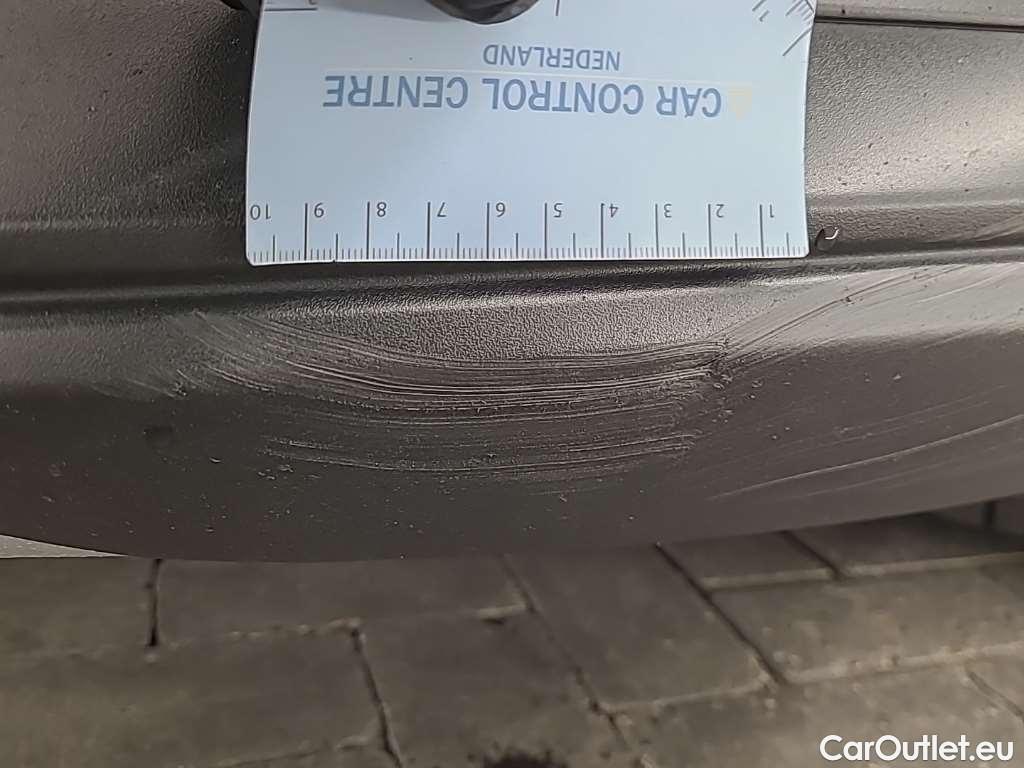 CAR CONTROL CENTRE
NEDERLAND
1 2 3 4 5 6 7 8 9 10
CarOutlet.eu